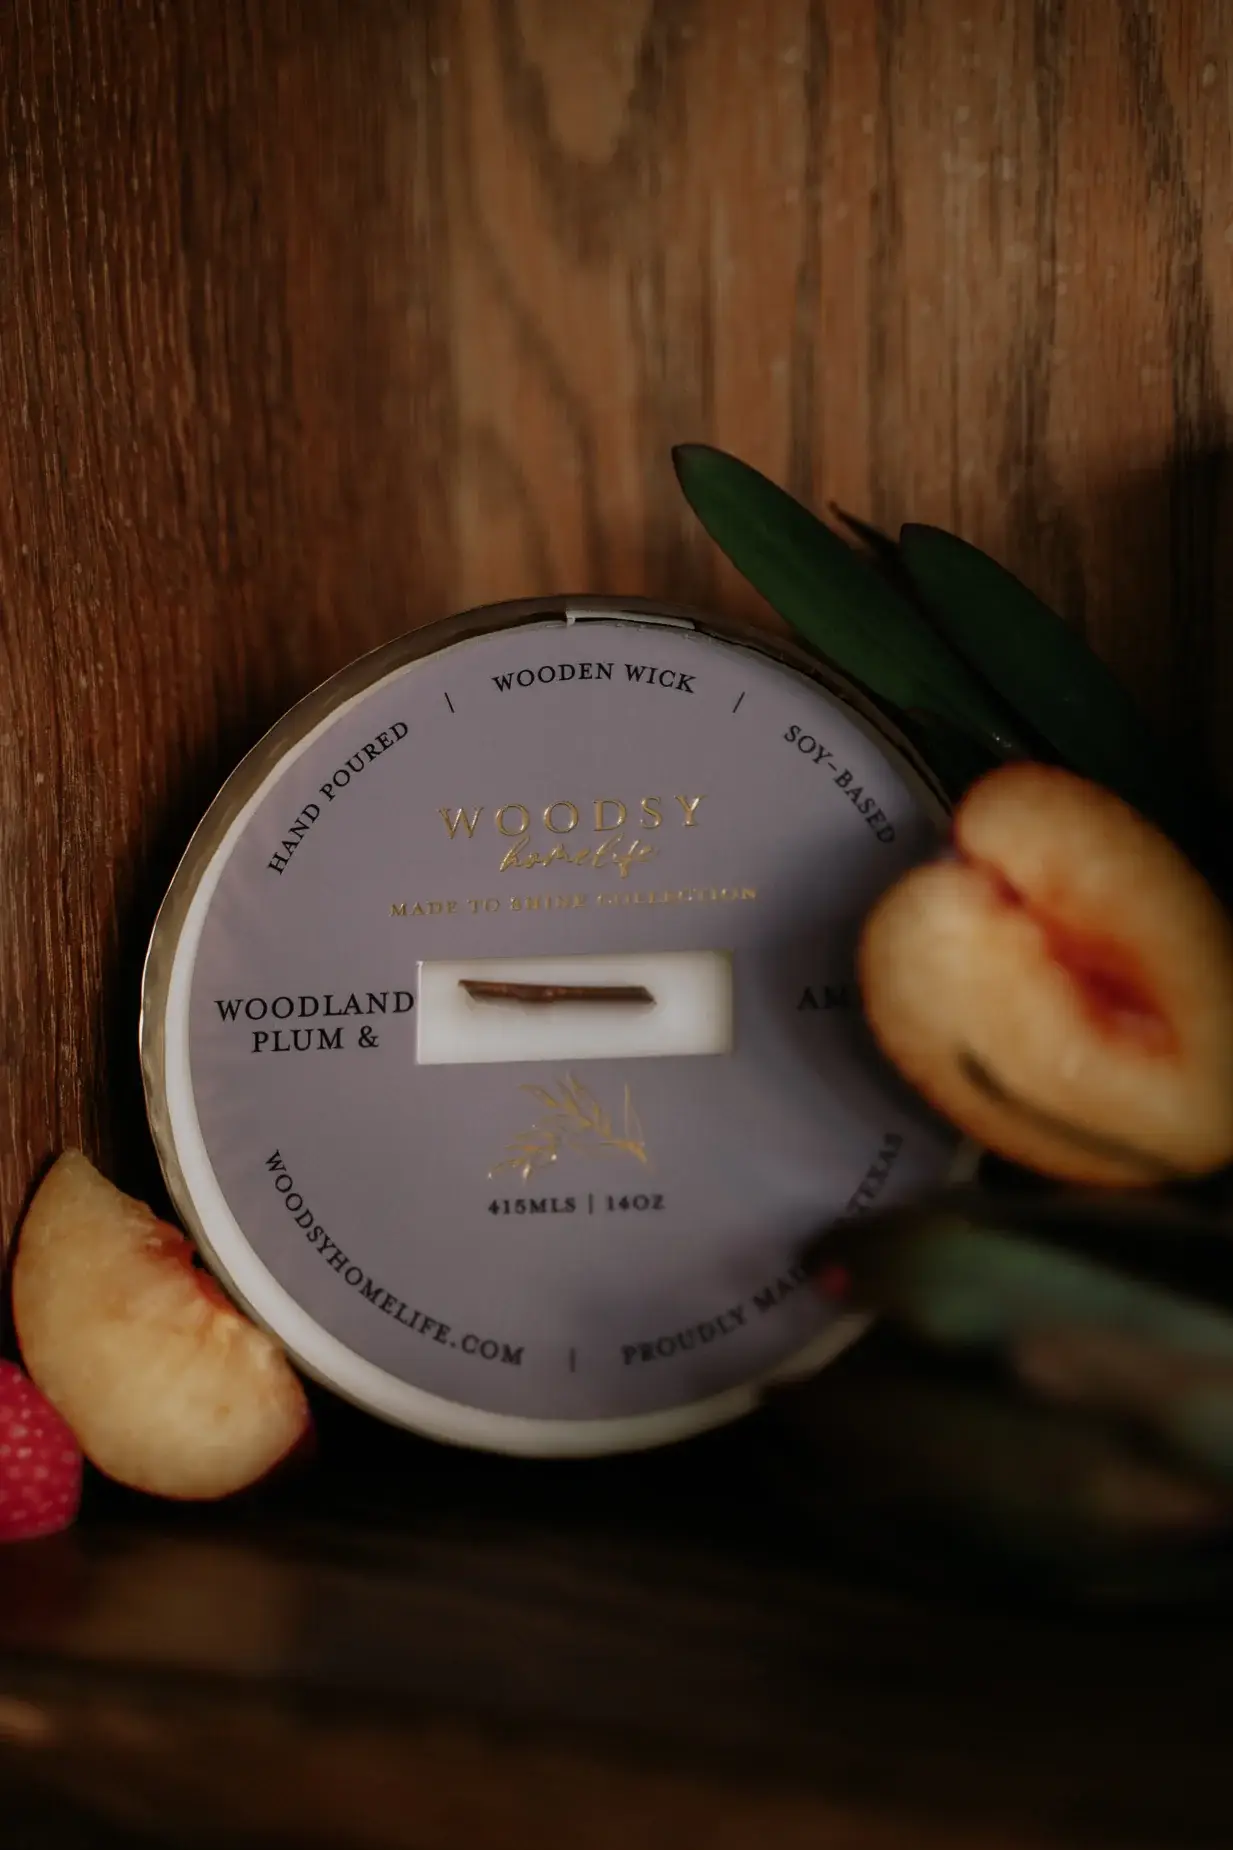 HAND POURED | WOODEN WICK | SOY-BASED
WOODSY
homelife
MADE TO SHINE COLLECTION
WOODLAND
PLUM &
415MLS | 14OZ
WOODSYHOMELIFE.COM | PROUDLY TEXAS